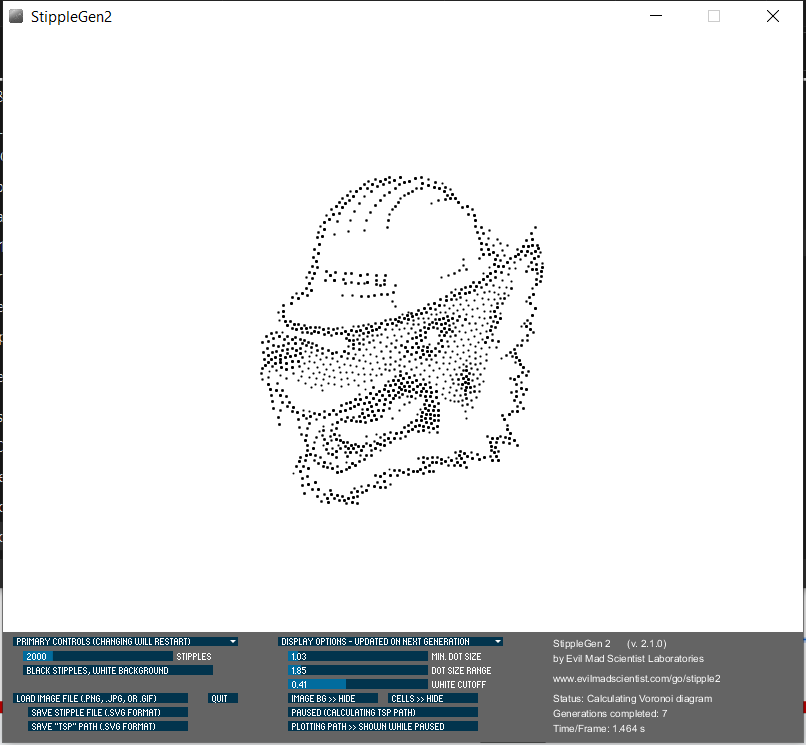 StippleGen2
PRIMARY CONTROLS (CHANGING WILL RESTART)
2000 STIPPLES
BLACK STIPPLES, WHITE BACKGROUND
LOAD IMAGE FILE (.PNG, .JPG, OR .GIF) QUIT
SAVE STIPPLE FILE (.SVG FORMAT)
SAVE "TSP" PATH (.SVG FORMAT)
DISPLAY OPTIONS - UPDATED ON NEXT GENERATION
1.03 MIN. DOT SIZE
1.85 DOT SIZE RANGE
0.41 WHITE CUTOFF
IMAGE BG >> HIDE CELLS >> HIDE
PAUSED (CALCULATING TSP PATH)
PLOTTING PATH >> SHOWN WHILE PAUSED
StippleGen 2 (v. 2.1.0)
by Evil Mad Scientist Laboratories
www.evilmadscientist.com/go/stipple2
Status: Calculating Voronoi diagram
Generations completed: 7
Time/Frame: 1.464 s